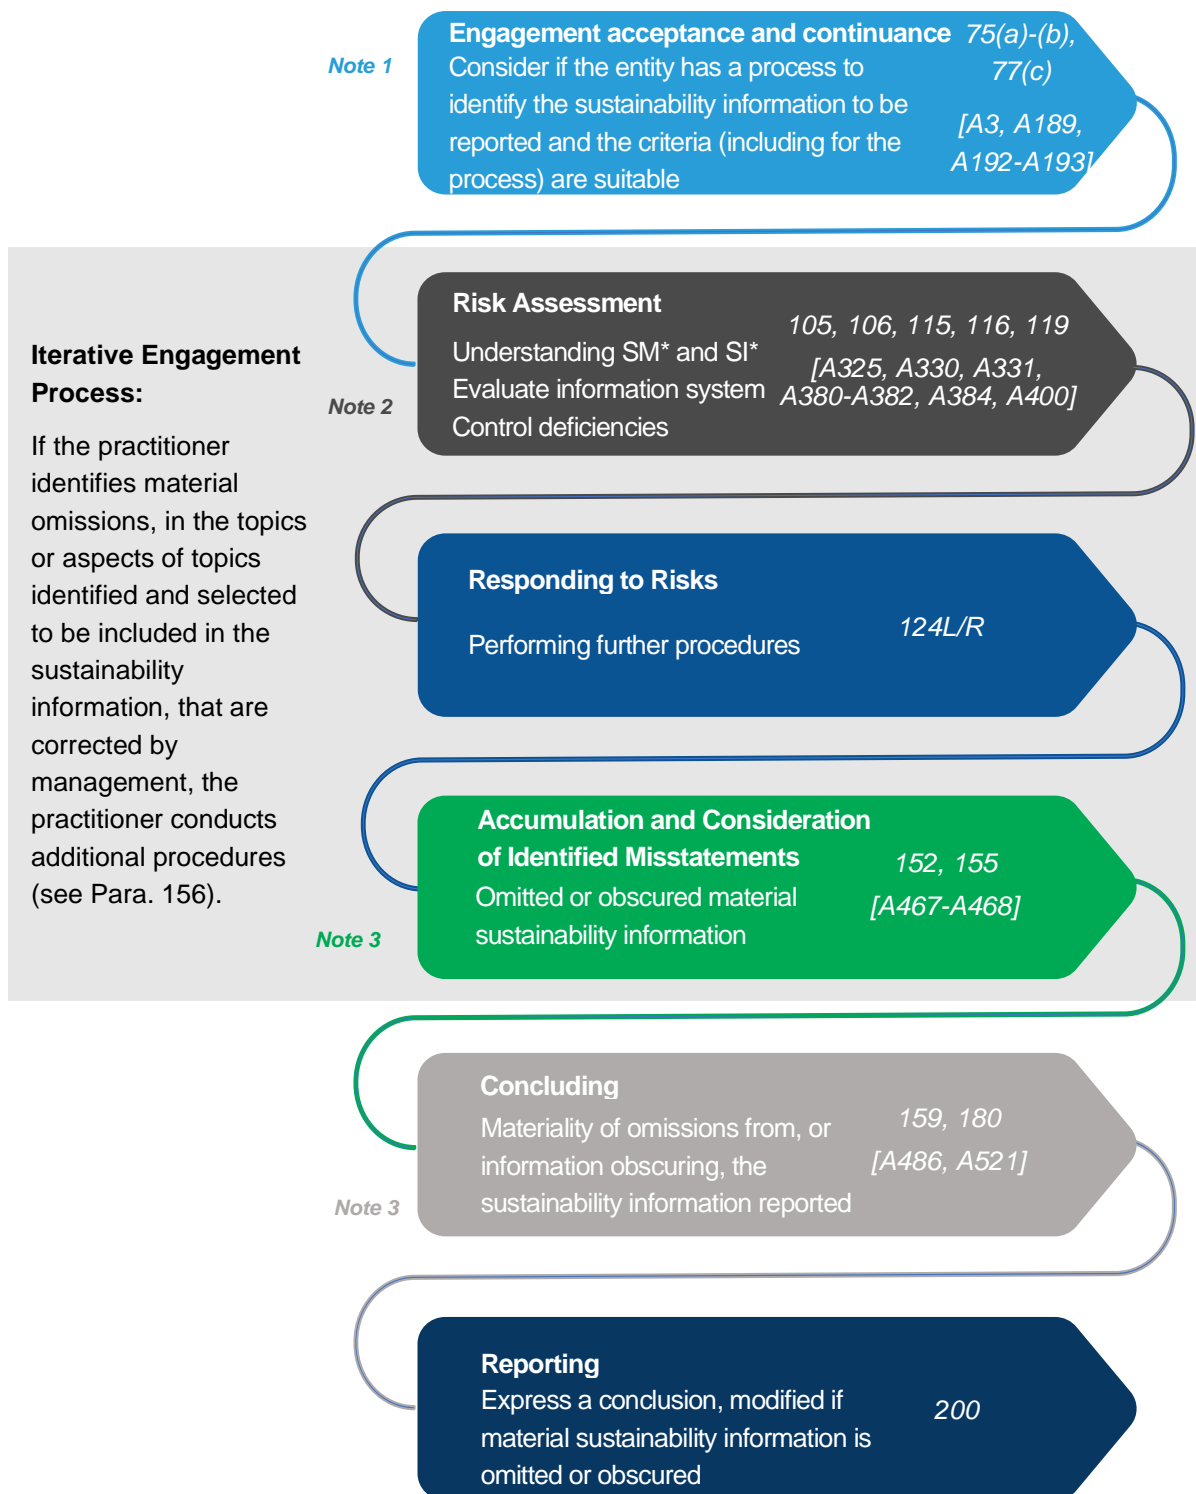 Engagement acceptance and continuance 75(a)-(b),
Note 1
Consider if the entity has a process to 77(c)
identify the sustainability information to be
reported and the criteria (including for the
process) are suitable
[A3, A189,
A192-A193]
Iterative Engagement
Process:
If the practitioner
identifies material
omissions, in the topics
or aspects of topics
identified and selected
to be included in the
sustainability
information, that are
corrected by
management, the
practitioner conducts
additional procedures
(see Para. 156).
Risk Assessment
Note 2
Understanding SM* and SI*
Evaluate information system
Control deficiencies
105, 106, 115, 116, 119
[A325, A330, A331,
A380-A382, A384, A400]
Responding to Risks
Performing further procedures
124L/R
Accumulation and Consideration
of Identified Misstatements
Omitted or obscured material
sustainability information
152, 155
[A467-A468]
Note 3
Concluding
Materiality of omissions from, or
information obscuring, the
sustainability information reported
159, 180
[A486, A521]
Note 3
Reporting
Express a conclusion, modified if
material sustainability information is
omitted or obscured
200